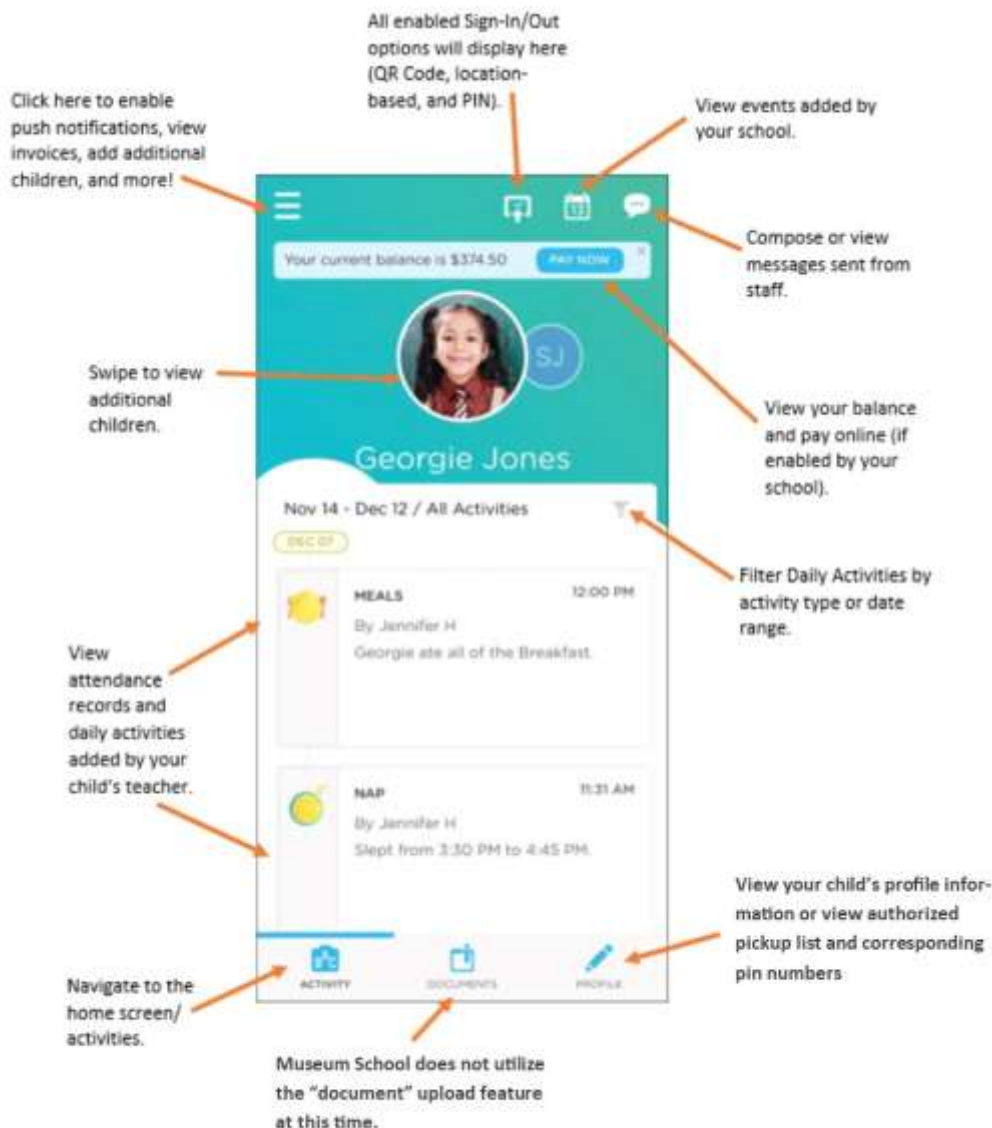 All enabled Sign-In/Out
options will display here
(QR Code, location-
based, and PIN).
Click here to enable
push notifications, view
invoices, add additional
children, and more!
View events added by
your school.
Compose or view
messages sent from
staff.
13
Your current balance is $374.50
PAY NOW
×
SJ
Swipe to view
additional
children.
View your balance
and pay online (if
enabled by your
school).
Georgie Jones
Nov 14 - Dec 12 / All Activities
DEC 07
Filter Daily Activities by
activity type or date
range.
MEALS
12:00 PM
By Jennifer H
Georgie ate all of the Breakfast.
View
attendance
records and
daily activities
added by your
child's teacher.
NAP
11:31 AM
By Jennifer H
Slept from 3:30 PM to 4:45 PM.
View your child's profile infor-
mation or view authorized
pickup list and corresponding
pin numbers
ACTIVITY
DOCUMENTS
PROFILE
Navigate to the
home screen/
activities.
Museum School does not utilize
the "document" upload feature
at this time.